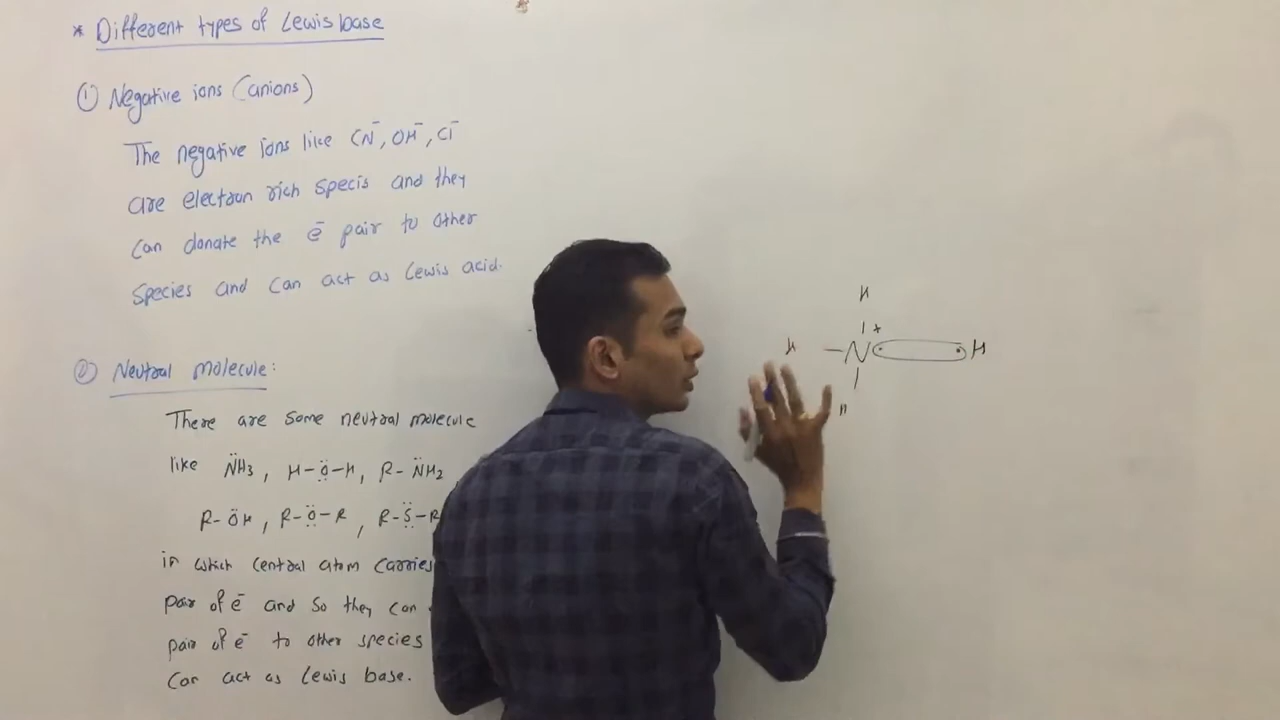 * Different types of Lewis base
① Negative ions (anions)
The negative ions like CN⁻, OH⁻, Cl⁻
are electron rich specis and they
can donate the e⁻ pair to other
species and can act as Lewis acid.
② Neutral molecule:
There are some neutral molecule
like N̈H₃, H-Ö-H, R-N̈H₂
R-ÖH, R-Ö-R, R-S̈-R
in which central atom carries
pair of e⁻ and so they can
pair of e⁻ to other species
can act as Lewis base.
H
H -N⁺ H
H